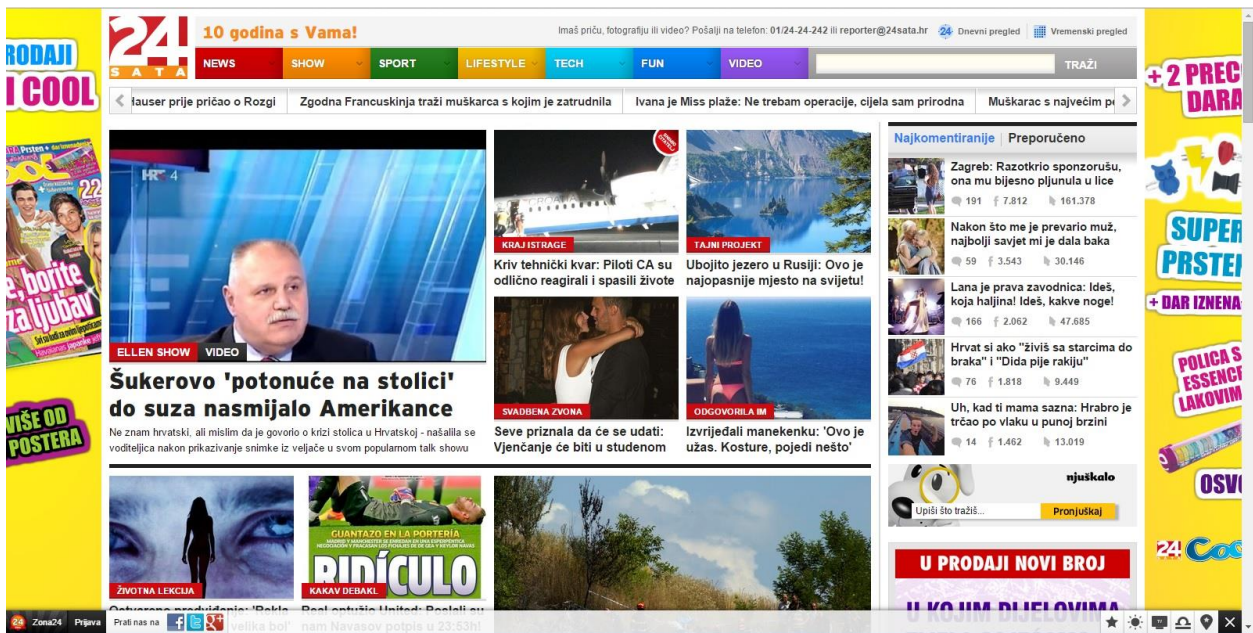 24
SATA
10 godina s Vama!
Imaš priču, fotografiju ili video? Pošalji na telefon: 01/24-24-242 ili reporter@24sata.hr
24 Dnevni pregled
Vremenski pregled
NEWS SHOW SPORT LIFESTYLE TECH FUN VIDEO TRAŽI
Hauser prije pričao o Rozgi
Zgodna Francuskinja traži muškarca s kojim je zatrudnila
Ivana je Miss plaže: Ne trebam operacije, cijela sam prirodna
Muškarac s najvećim
HRT 4
ELLEN SHOW VIDEO
Šukerovo 'potonuće na stolici'
do suza nasmijalo Amerikance
Ne znam hrvatski, ali mislim da je govorio o krizi stolica u Hrvatskoj - našalila se
voditeljica nakon prikazivanje snimke iz veljače u svom popularnom talk showu
CROATIA
KRAJ ISTRAGE
Kriv tehnički kvar: Piloti CA su
odlično reagirali i spasili živote
TAJNI PROJEKT
Ubojito jezero u Rusiji: Ovo je
najopasnije mjesto na svijetu!
SVADBENA ZVONA
Seve priznala da će se udati:
Vjenčanje će biti u studenom
ODGOVORILA IM
Izvrijeđali manekenku: 'Ovo je
užas. Kosture, pojedi nešto'
Najkomentiranije Preporučeno
Zagreb: Razotkrio sponzorušu,
ona mu bijesno pljunula u lice
191 f 7.812 161.378
Nakon što me je prevario muž,
najbolji savjet mi je dala baka
59 f 3.543 30.146
Lana je prava zavodnica: Ideš,
koja haljina! Ideš, kakve noge!
166 f 2.062 47.685
Hrvat si ako "živiš sa starcima do
braka" i "Dida pije rakiju"
76 f 1.818 9.449
Uh, kad ti mama sazna: Hrabro je
trčao po vlaku u punoj brzini
14 f 1.462 13.019
njuškalo
Upiši što tražiš...
Pronjuškaj
U PRODAJI NOVI BROJ
U KOJIM DIJELOVIMA
ŽIVOTNA LEKCIJA
GUANTAZO EN LA PORTERÍA
RIDÍCULO
KAKAV DEBAKL
Real optužio United: Poslali su
nam Navasov potpis u 23:53h!
velika bol'
24 Zona24 Prijava Prati nas na
RODAJI
I COOL
Prsten +
22
borite
za ljubav
Havaianas japanke
VIŠE OD
POSTERA
+ 2 PREC
DARA
SUPER
PRSTEN
+ DAR IZNENA
POLICA S
ESSENCE
LAKOVIM
OSV
24 Coo